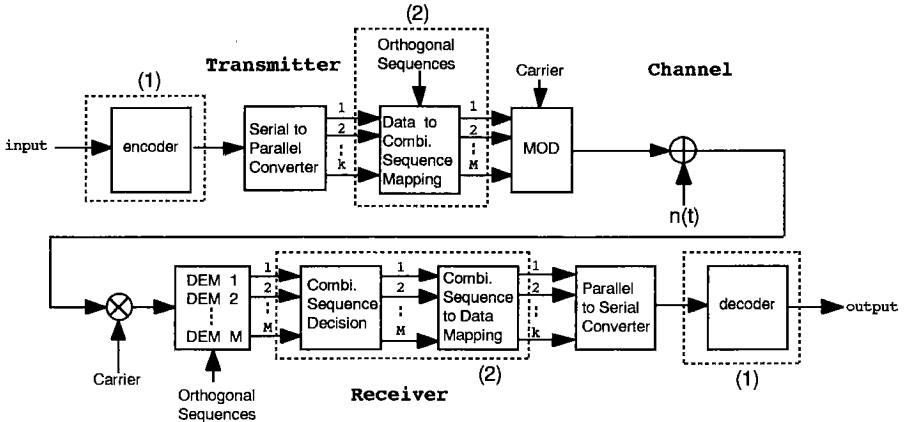 (2)
Orthogonal
Sequences
Transmitter
Carrier
Channel
(1)
input
encoder
Serial to
Parallel
Converter
1
2
k
Data to
Combi.
Sequence
Mapping
1
2
M
MOD
n(t)
DEM 1
DEM 2
DEM M
1
2
M
Combi.
Sequence
Decision
1
2
M
Combi.
Sequence
to Data
Mapping
1
2
k
Parallel
to Serial
Converter
decoder
output
Carrier
Orthogonal
Sequences
Receiver
(2)
(1)